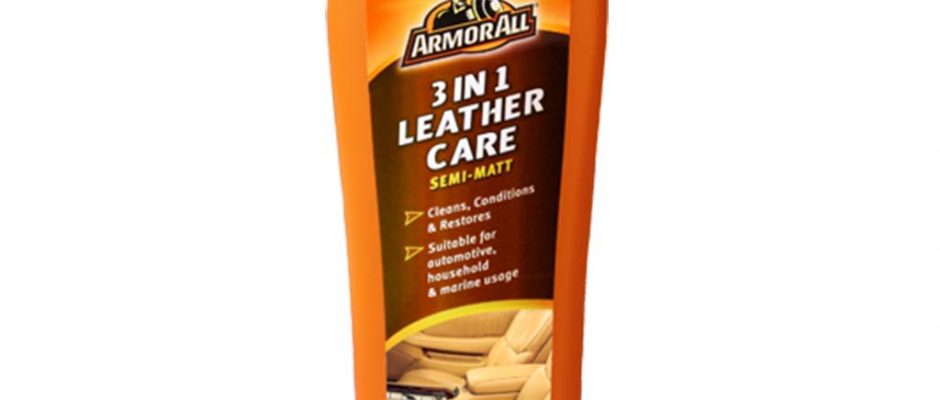 ARMORALL
3 IN 1
LEATHER
CARE
SEMI-MATT
Cleans, Conditions
& Restores
Suitable for
automotive,
household
& marine usage